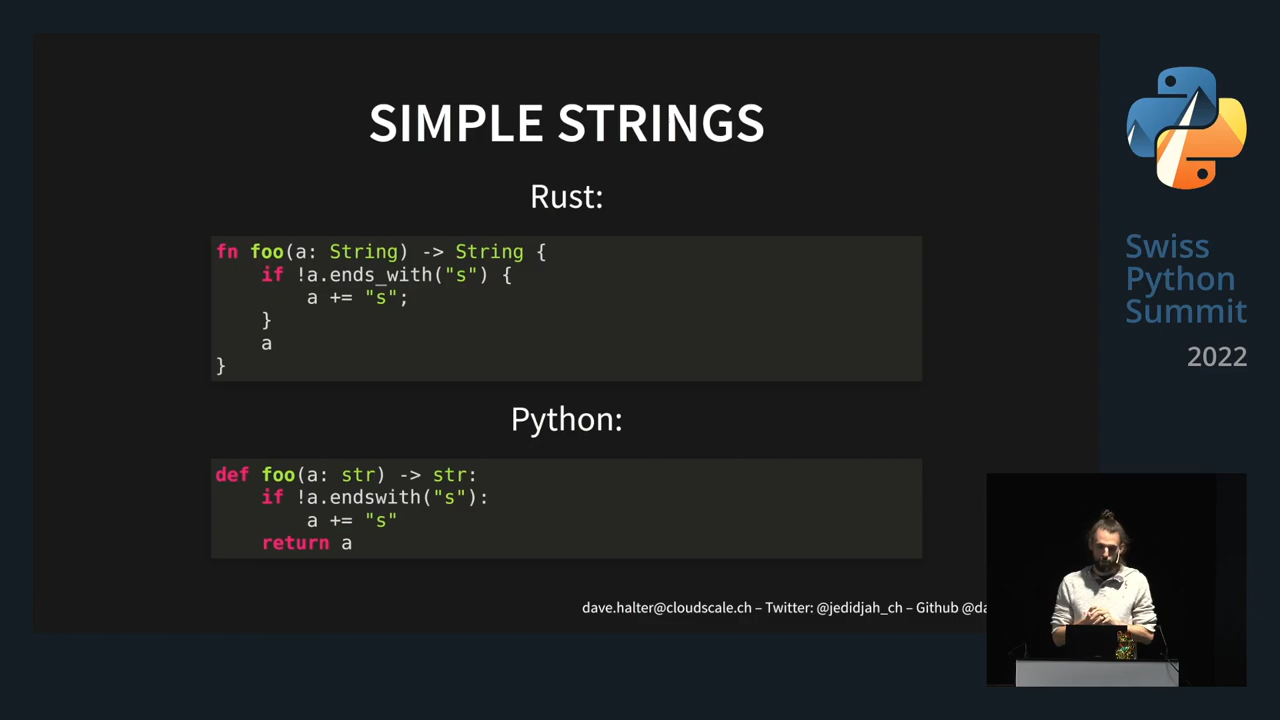 SIMPLE STRINGS
Rust:
fn foo(a: String) -> String {
    if !a.ends_with("s") {
        a += "s";
    }
    a
}
Python:
def foo(a: str) -> str:
    if !a.endswith("s"):
        a += "s"
    return a
dave.halter@cloudscale.ch – Twitter: @jedidjah_ch – Github @da
Swiss
Python
Summit
2022